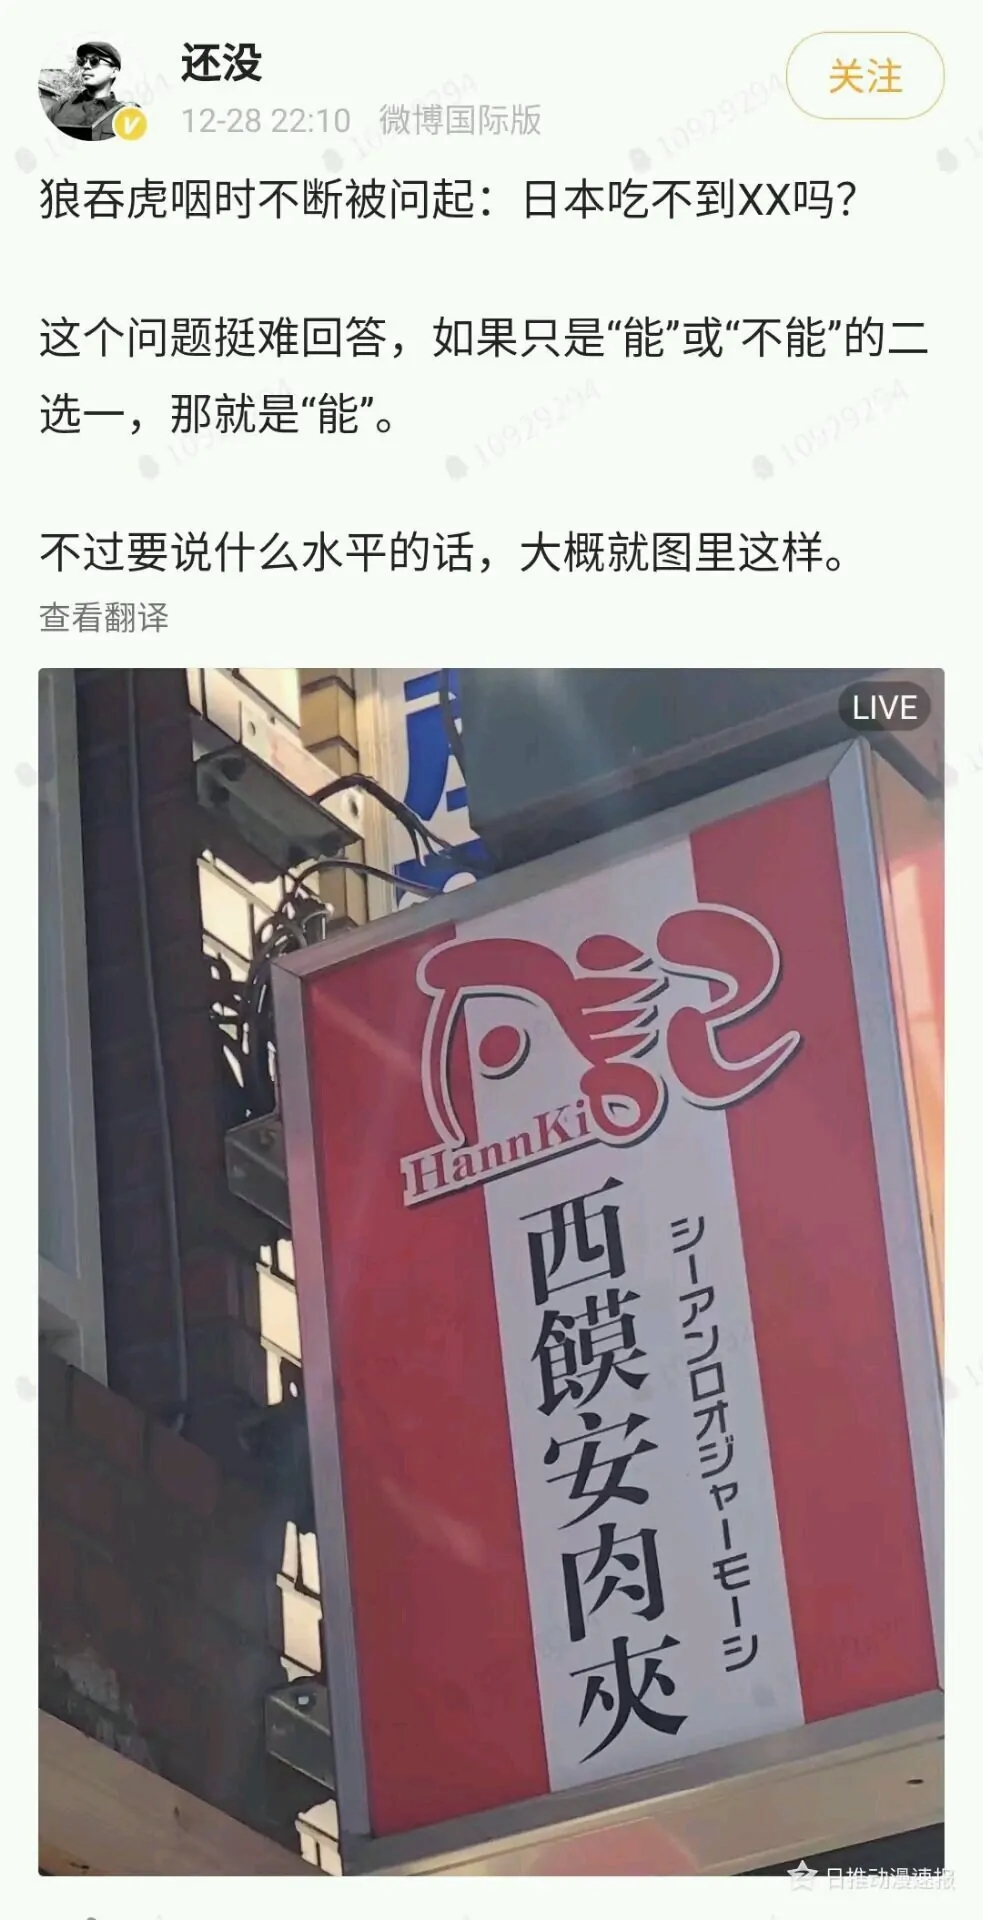 还没
关注
12-28 22:10 微博国际版
狼吞虎咽时不断被问起：日本吃不到XX吗？
这个问题挺难回答，如果只是“能”或“不能”的二
选一，那就是“能”。
不过要说什么水平的话，大概就图里这样。
查看翻译
LIVE
記
HannKi
西饃安肉夾
シーアンロオジャーモーシ
日推动漫速报
10929294
10929294
10929294
10929294